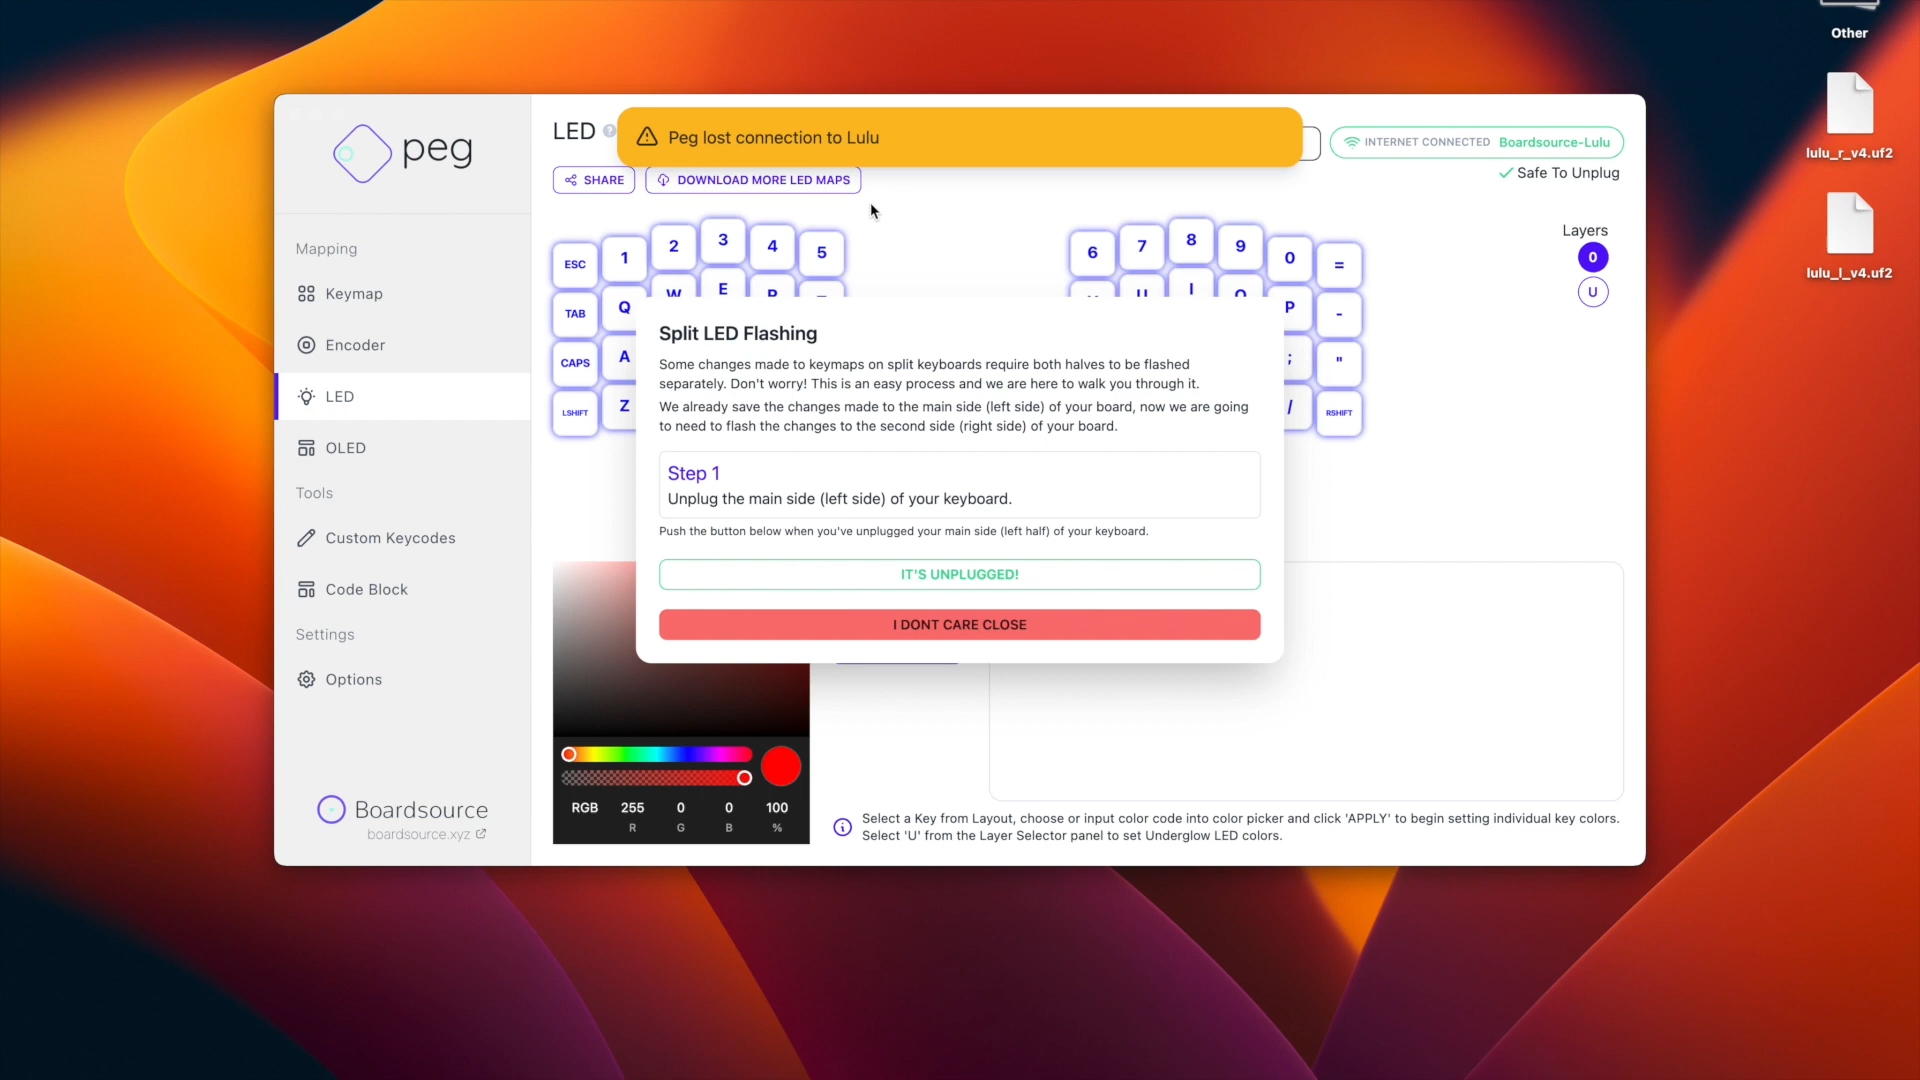 Other
lulu_r_v4.uf2
lulu_l_v4.uf2
peg
Mapping
Keymap
Encoder
LED
OLED
Tools
Custom Keycodes
Code Block
Settings
Options
Boardsource
boardsource.xyz
LED ?
Peg lost connection to Lulu
INTERNET CONNECTED Boardsource-Lulu
Safe To Unplug
SHARE
DOWNLOAD MORE LED MAPS
Layers
0
U
ESC 1 2 3 4 5
6 7 8 9 0 =
TAB Q W E R
U I O P -
CAPS A
; "
LSHIFT Z
/ RSHIFT
Split LED Flashing
Some changes made to keymaps on split keyboards require both halves to be flashed
separately. Don't worry! This is an easy process and we are here to walk you through it.
We already save the changes made to the main side (left side) of your board, now we are going
to need to flash the changes to the second side (right side) of your board.
Step 1
Unplug the main side (left side) of your keyboard.
Push the button below when you've unplugged your main side (left half) of your keyboard.
IT'S UNPLUGGED!
I DONT CARE CLOSE
RGB 255 0 0 100
R G B %
Select a Key from Layout, choose or input color code into color picker and click 'APPLY' to begin setting individual key colors.
Select 'U' from the Layer Selector panel to set Underglow LED colors.